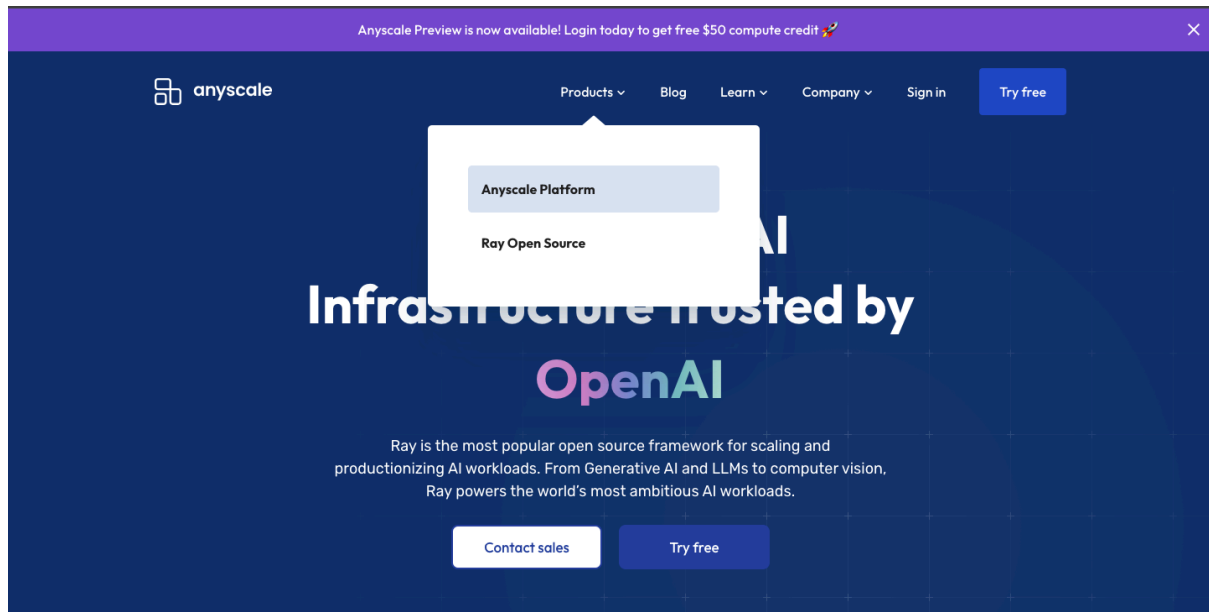 Anyscale Preview is now available! Login today to get free $50 compute credit 🚀
anyscale
Products
Blog
Learn
Company
Sign in
Try free
Anyscale Platform
Ray Open Source
AI
Infrastructure trusted by
OpenAI
Ray is the most popular open source framework for scaling and
productionizing AI workloads. From Generative AI and LLMs to computer vision,
Ray powers the world’s most ambitious AI workloads.
Contact sales
Try free